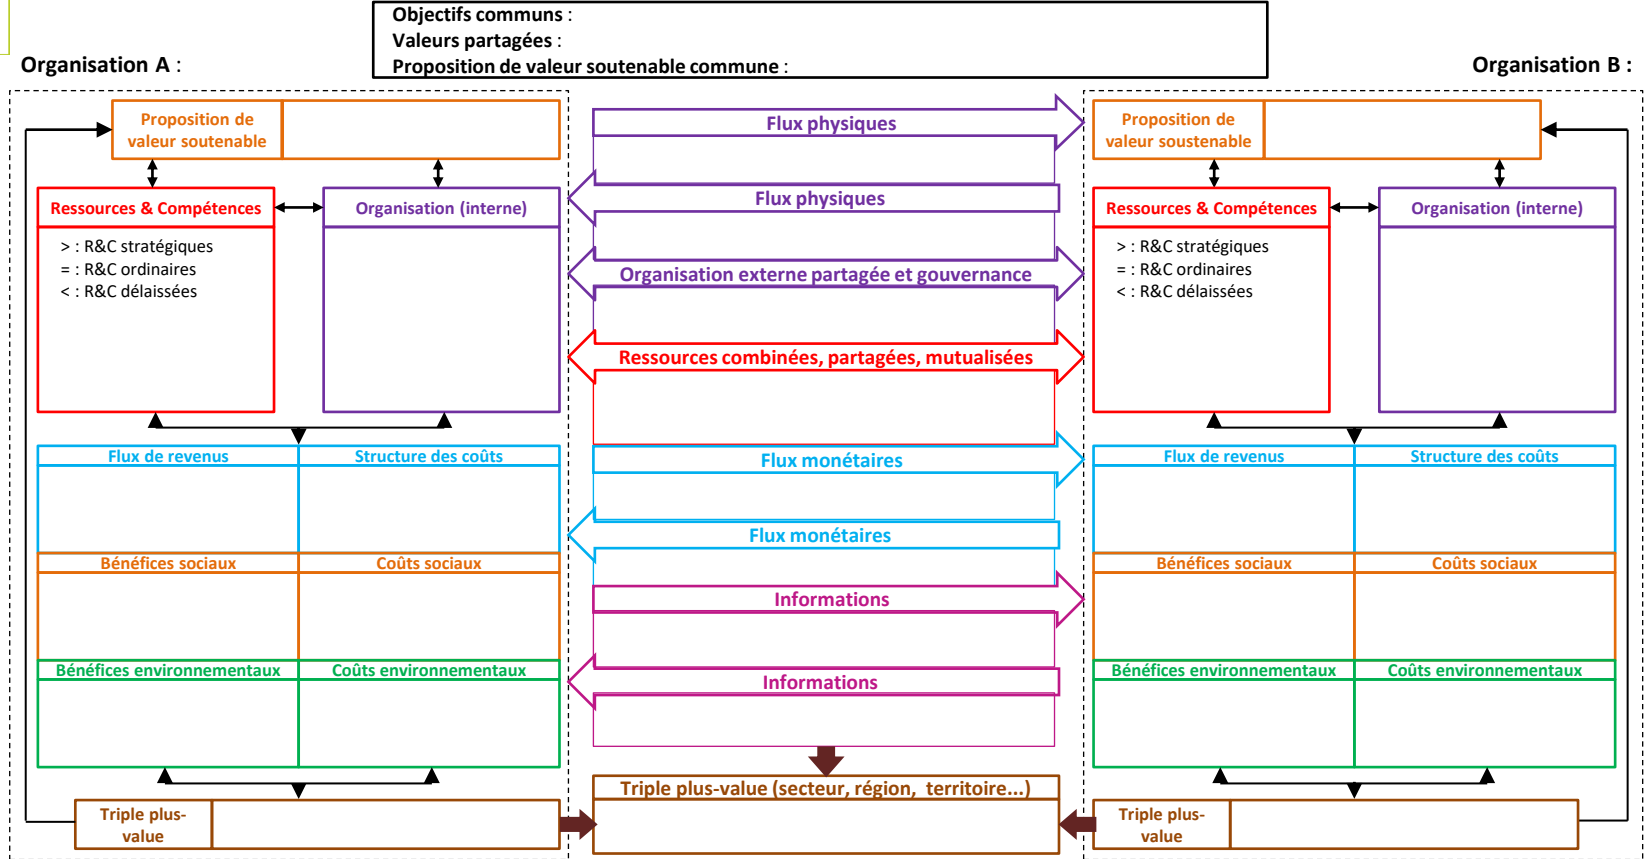 Objectifs communs :
Valeurs partagées :
Proposition de valeur soutenable commune :
Organisation A :
Organisation B :
Proposition de
valeur soutenable
Ressources & Compétences
Organisation (interne)
> : R&C stratégiques
= : R&C ordinaires
< : R&C délaissées
Flux de revenus
Structure des coûts
Bénéfices sociaux
Coûts sociaux
Bénéfices environnementaux
Coûts environnementaux
Triple plus-
value
Flux physiques
Flux physiques
Organisation externe partagée et gouvernance
Ressources combinées, partagées, mutualisées
Flux monétaires
Flux monétaires
Informations
Informations
Triple plus-value (secteur, région, territoire...)
Proposition de
valeur soustenable
Ressources & Compétences
Organisation (interne)
> : R&C stratégiques
= : R&C ordinaires
< : R&C délaissées
Flux de revenus
Structure des coûts
Bénéfices sociaux
Coûts sociaux
Bénéfices environnementaux
Coûts environnementaux
Triple plus-
value